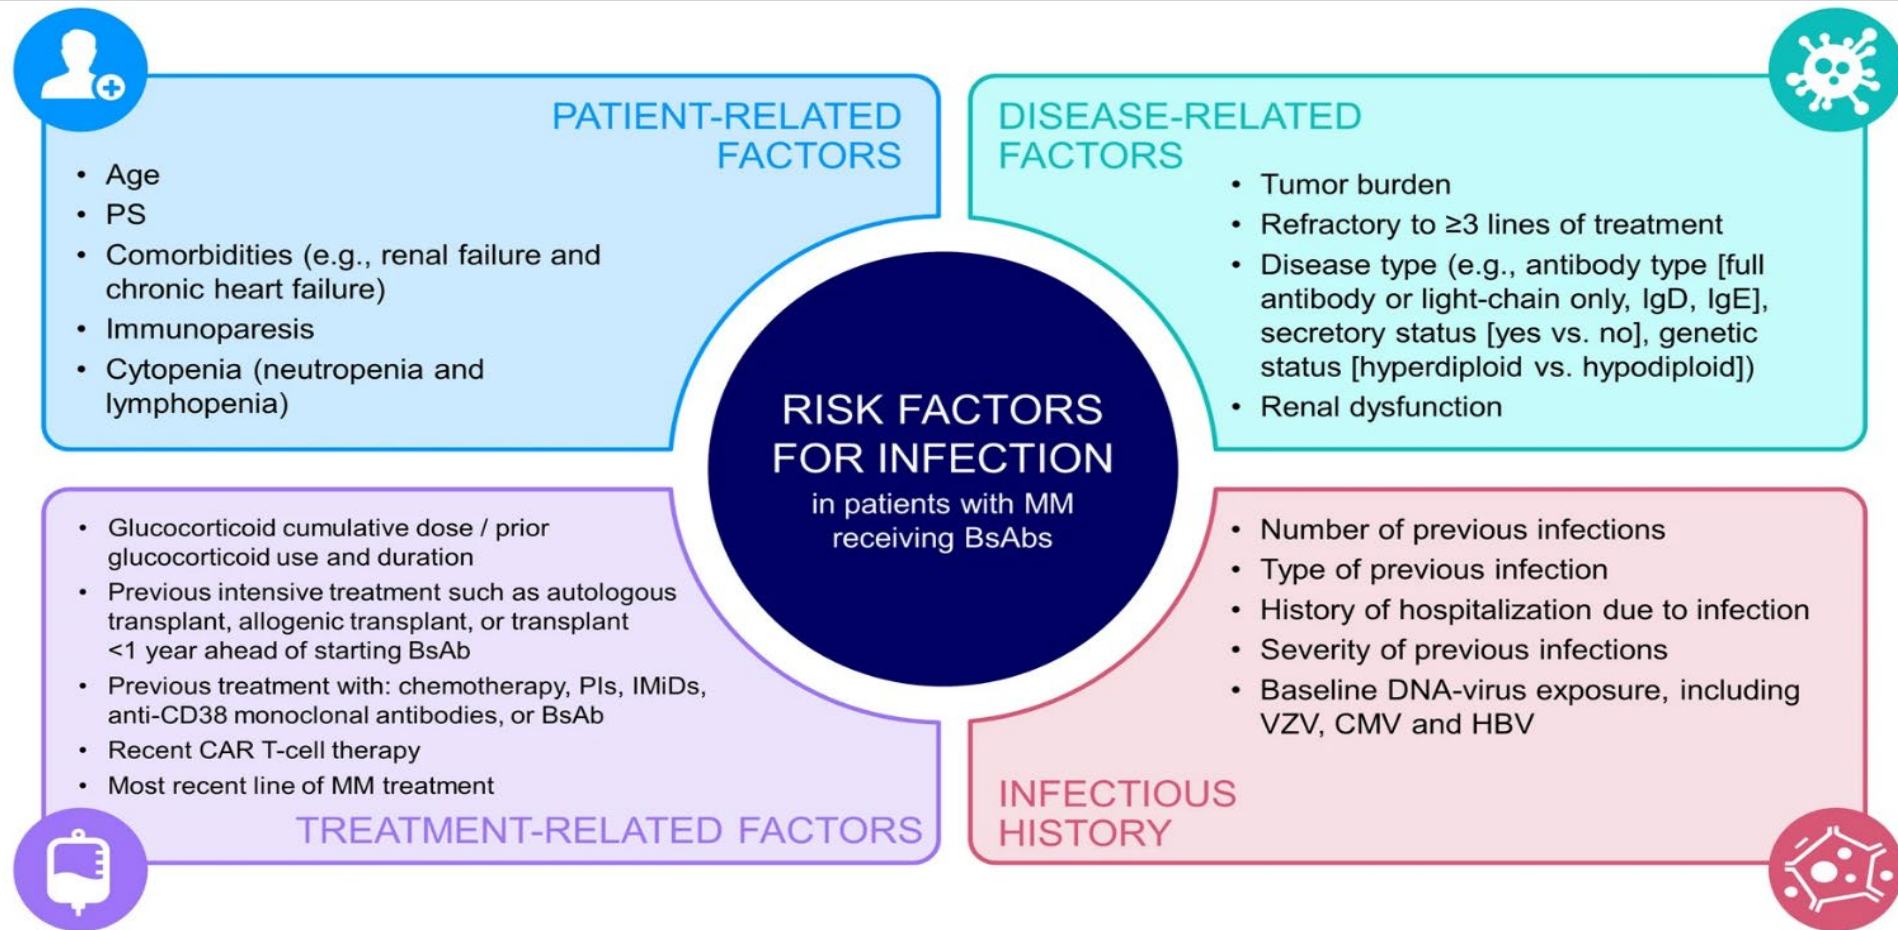 PATIENT-RELATED
FACTORS
• Age
• PS
• Comorbidities (e.g., renal failure and
chronic heart failure)
• Immunoparesis
• Cytopenia (neutropenia and
lymphopenia)
DISEASE-RELATED
FACTORS
• Tumor burden
• Refractory to ≥3 lines of treatment
• Disease type (e.g., antibody type [full
antibody or light-chain only, IgD, IgE],
secretory status [yes vs. no], genetic
status [hyperdiploid vs. hypodiploid])
• Renal dysfunction
RISK FACTORS
FOR INFECTION
in patients with MM
receiving BsAbs
• Glucocorticoid cumulative dose / prior
glucocorticoid use and duration
• Previous intensive treatment such as autologous
transplant, allogenic transplant, or transplant
<1 year ahead of starting BsAb
• Previous treatment with: chemotherapy, PIs, IMiDs,
anti-CD38 monoclonal antibodies, or BsAb
• Recent CAR T-cell therapy
• Most recent line of MM treatment
TREATMENT-RELATED FACTORS
• Number of previous infections
• Type of previous infection
• History of hospitalization due to infection
• Severity of previous infections
• Baseline DNA-virus exposure, including
VZV, CMV and HBV
INFECTIOUS
HISTORY